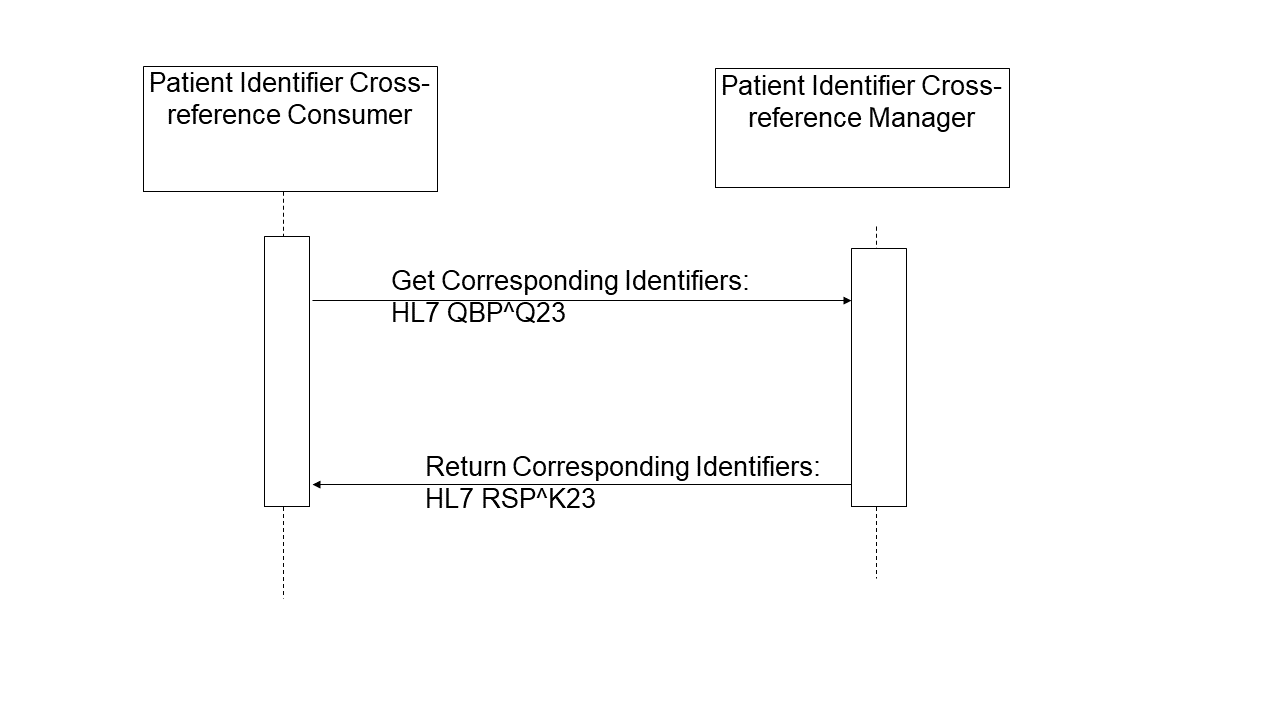 Patient Identifier Cross-
reference Consumer
Patient Identifier Cross-
reference Manager
Get Corresponding Identifiers:
HL7 QBP^Q23
Return Corresponding Identifiers:
HL7 RSP^K23